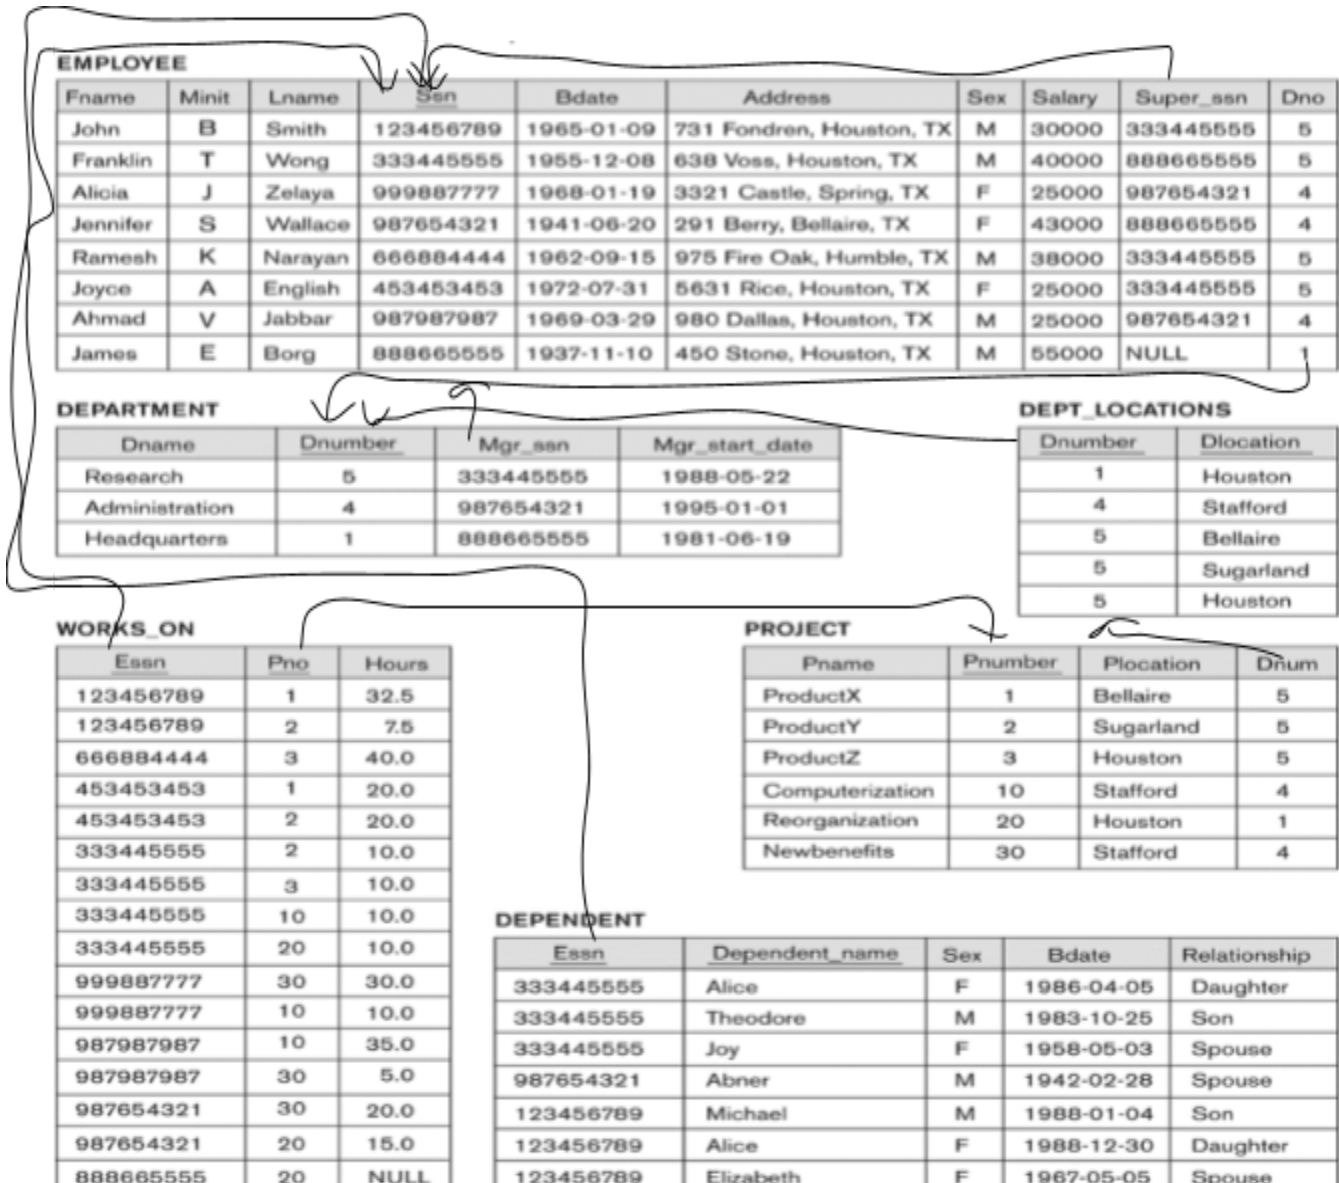 EMPLOYEE
Fname Minit Lname Ssn Bdate Address Sex Salary Super_ssn Dno
John B Smith 123456789 1965-01-09 731 Fondren, Houston, TX M 30000 333445555 5
Franklin T Wong 333445555 1955-12-08 638 Voss, Houston, TX M 40000 888665555 5
Alicia J Zelaya 999887777 1968-01-19 3321 Castle, Spring, TX F 25000 987654321 4
Jennifer S Wallace 987654321 1941-06-20 291 Berry, Bellaire, TX F 43000 888665555 4
Ramesh K Narayan 666884444 1962-09-15 975 Fire Oak, Humble, TX M 38000 333445555 5
Joyce A English 453453453 1972-07-31 5631 Rice, Houston, TX F 25000 333445555 5
Ahmad V Jabbar 987987987 1969-03-29 980 Dallas, Houston, TX M 25000 987654321 4
James E Borg 888665555 1937-11-10 450 Stone, Houston, TX M 55000 NULL 1
DEPARTMENT
Dname Dnumber Mgr_ssn Mgr_start_date
Research 5 333445555 1988-05-22
Administration 4 987654321 1995-01-01
Headquarters 1 888665555 1981-06-19
DEPT_LOCATIONS
Dnumber Dlocation
1 Houston
4 Stafford
5 Bellaire
5 Sugarland
5 Houston
WORKS_ON
Essn Pno Hours
123456789 1 32.5
123456789 2 7.5
666884444 3 40.0
453453453 1 20.0
453453453 2 20.0
333445555 2 10.0
333445555 3 10.0
333445555 10 10.0
333445555 20 10.0
999887777 30 30.0
999887777 10 10.0
987987987 10 35.0
987987987 30 5.0
987654321 30 20.0
987654321 20 15.0
888665555 20 NULL
PROJECT
Pname Pnumber Plocation Dnum
ProductX 1 Bellaire 5
ProductY 2 Sugarland 5
ProductZ 3 Houston 5
Computerization 10 Stafford 4
Reorganization 20 Houston 1
Newbenefits 30 Stafford 4
DEPENDENT
Essn Dependent_name Sex Bdate Relationship
333445555 Alice F 1986-04-05 Daughter
333445555 Theodore M 1983-10-25 Son
333445555 Joy F 1958-05-03 Spouse
987654321 Abner M 1942-02-28 Spouse
123456789 Michael M 1988-01-04 Son
123456789 Alice F 1988-12-30 Daughter
123456789 Elizabeth F 1967-05-05 Spouse